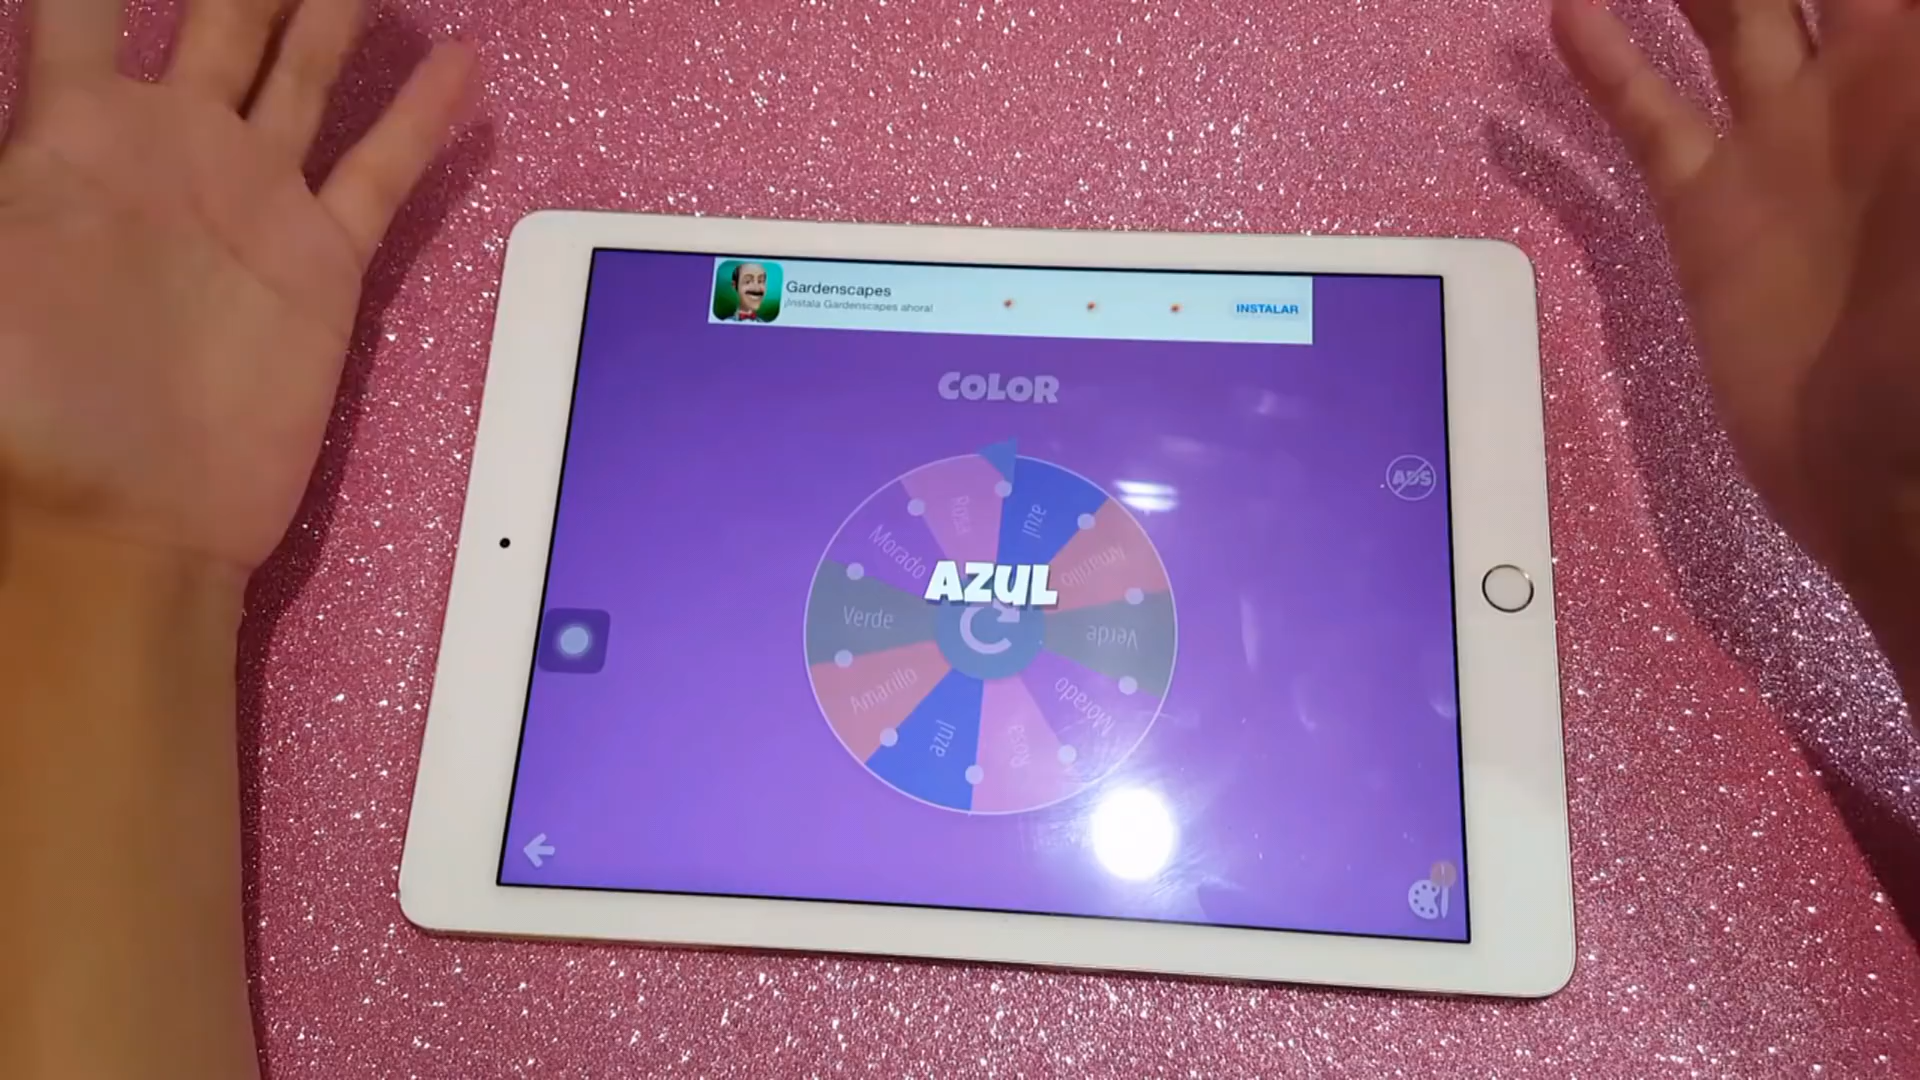 Gardenscapes
¡Instala Gardenscapes ahora!
INSTALAR
COLOR
ADS
Rosa
azul
Morado
Amarillo
AZUL
Verde
Verde
Amarillo
Morado
azul
Rosa